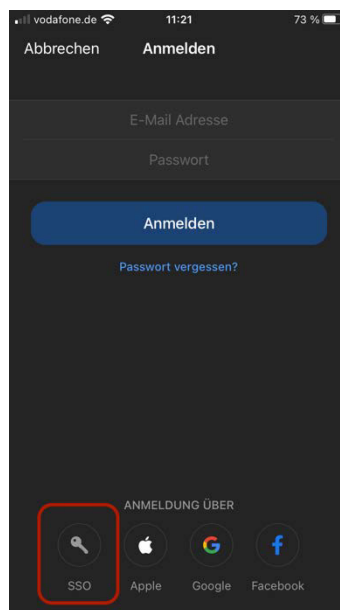 vodafone.de 11:21 73 %
Abbrechen Anmelden
E-Mail Adresse
Passwort
Anmelden
Passwort vergessen?
ANMELDUNG ÜBER
SSO Apple Google Facebook